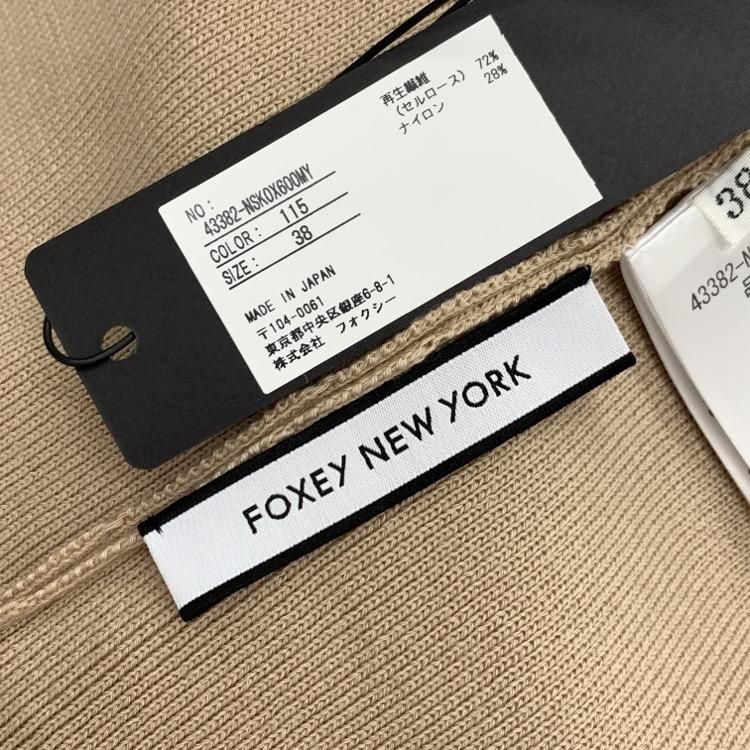 再生繊維 72%
(セルロース)
ナイロン 28%
NO:
43382-NSKOX600MY
COLOR: 115
SIZE: 38
MADE IN JAPAN
〒104-0061
東京都中央区銀座6-8-1
株式会社 フォクシー
FOXEY NEW YORK
38
43382-N